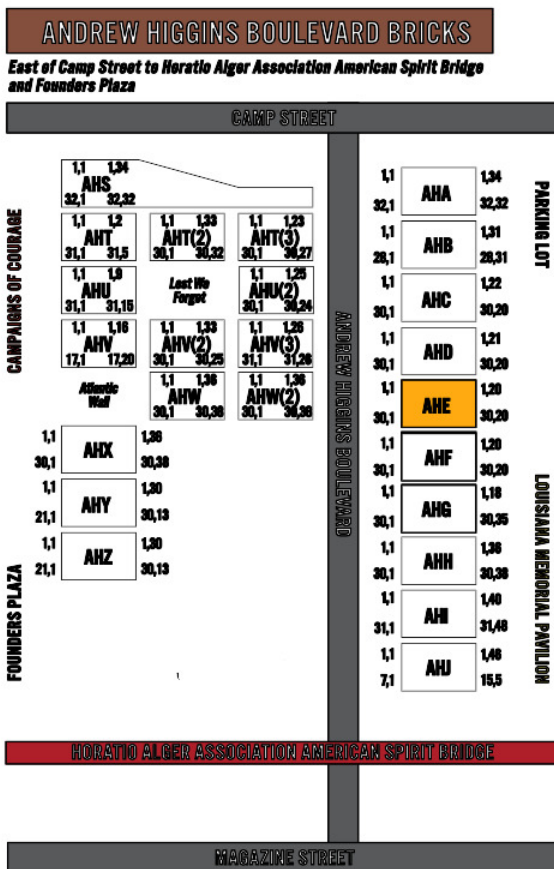 ANDREW HIGGINS BOULEVARD BRICKS
East of Camp Street to Horatio Alger Association American Spirit Bridge
and Founders Plaza
CAMP STREET
1,1 1,34
AHS
32,1 32,32
1,1 1,2
AHT
31,1 31,5
1,1 1,33
AHT(2)
30,1 30,32
1,1 1,23
AHT(3)
30,1 30,27
1,1 1,9
AHU
31,1 31,15
Lest We
Forget
1,1 1,25
AHU(2)
30,1 30,24
1,1 1,16
AHV
17,1 17,20
1,1 1,33
AHV(2)
30,1 30,25
1,1 1,26
AHV(3)
31,1 31,26
Atlantic
Wall
1,1 1,36
AHW
30,1 30,38
1,1 1,36
AHW(2)
30,1 30,38
1,1 1,36
AHX
30,1 30,38
1,1 1,30
AHY
21,1 30,13
1,1 1,30
AHZ
21,1 30,13
CAMPAIGNS OF COURAGE
FOUNDERS PLAZA
ANDREW HIGGINS BOULEVARD
1,1 1,34
AHA
32,1 32,32
1,1 1,31
AHB
28,1 28,31
1,1 1,22
AHC
30,1 30,20
1,1 1,21
AHD
30,1 30,20
1,1 1,20
AHE
30,1 30,20
1,1 1,20
AHF
30,1 30,20
1,1 1,18
AHG
30,1 30,35
1,1 1,36
AHH
30,1 30,38
1,1 1,40
AHI
31,1 31,48
1,1 1,46
AHJ
7,1 15,5
PARKING LOT
LOUISIANA MEMORIAL PAVILION
HORATIO ALGER ASSOCIATION AMERICAN SPIRIT BRIDGE
MAGAZINE STREET